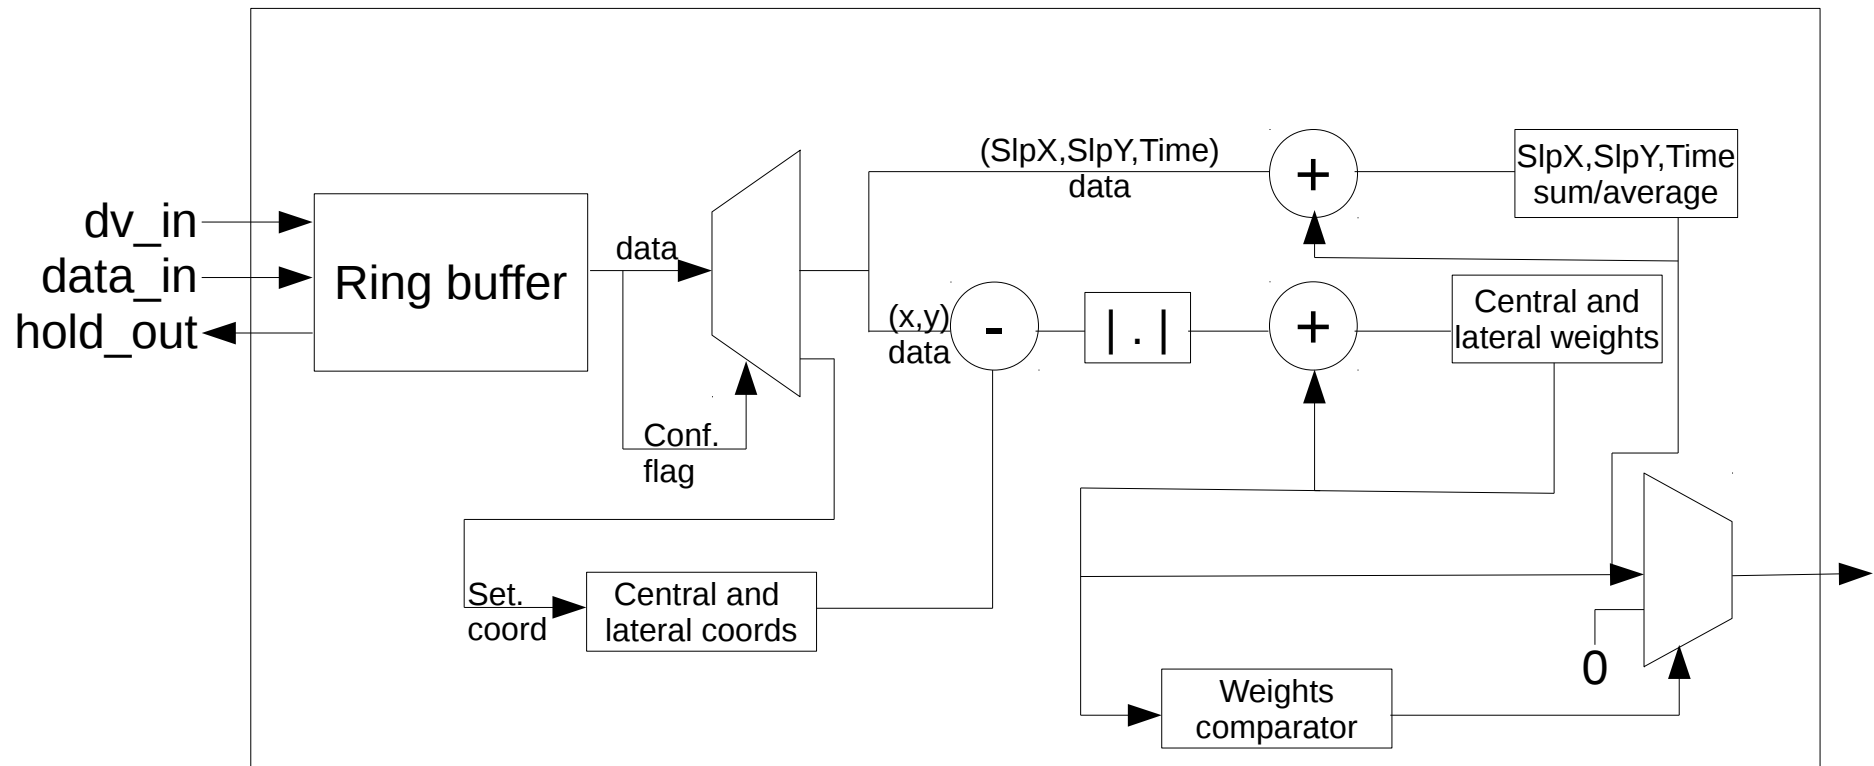 dv_in
data_in
hold_out
Ring buffer
data
Conf.
flag
Set.
coord
Central and
lateral coords
(SlpX,SlpY,Time)
data
(x,y)
data
-
| . |
+
+
SlpX,SlpY,Time
sum/average
Central and
lateral weights
0
Weights
comparator